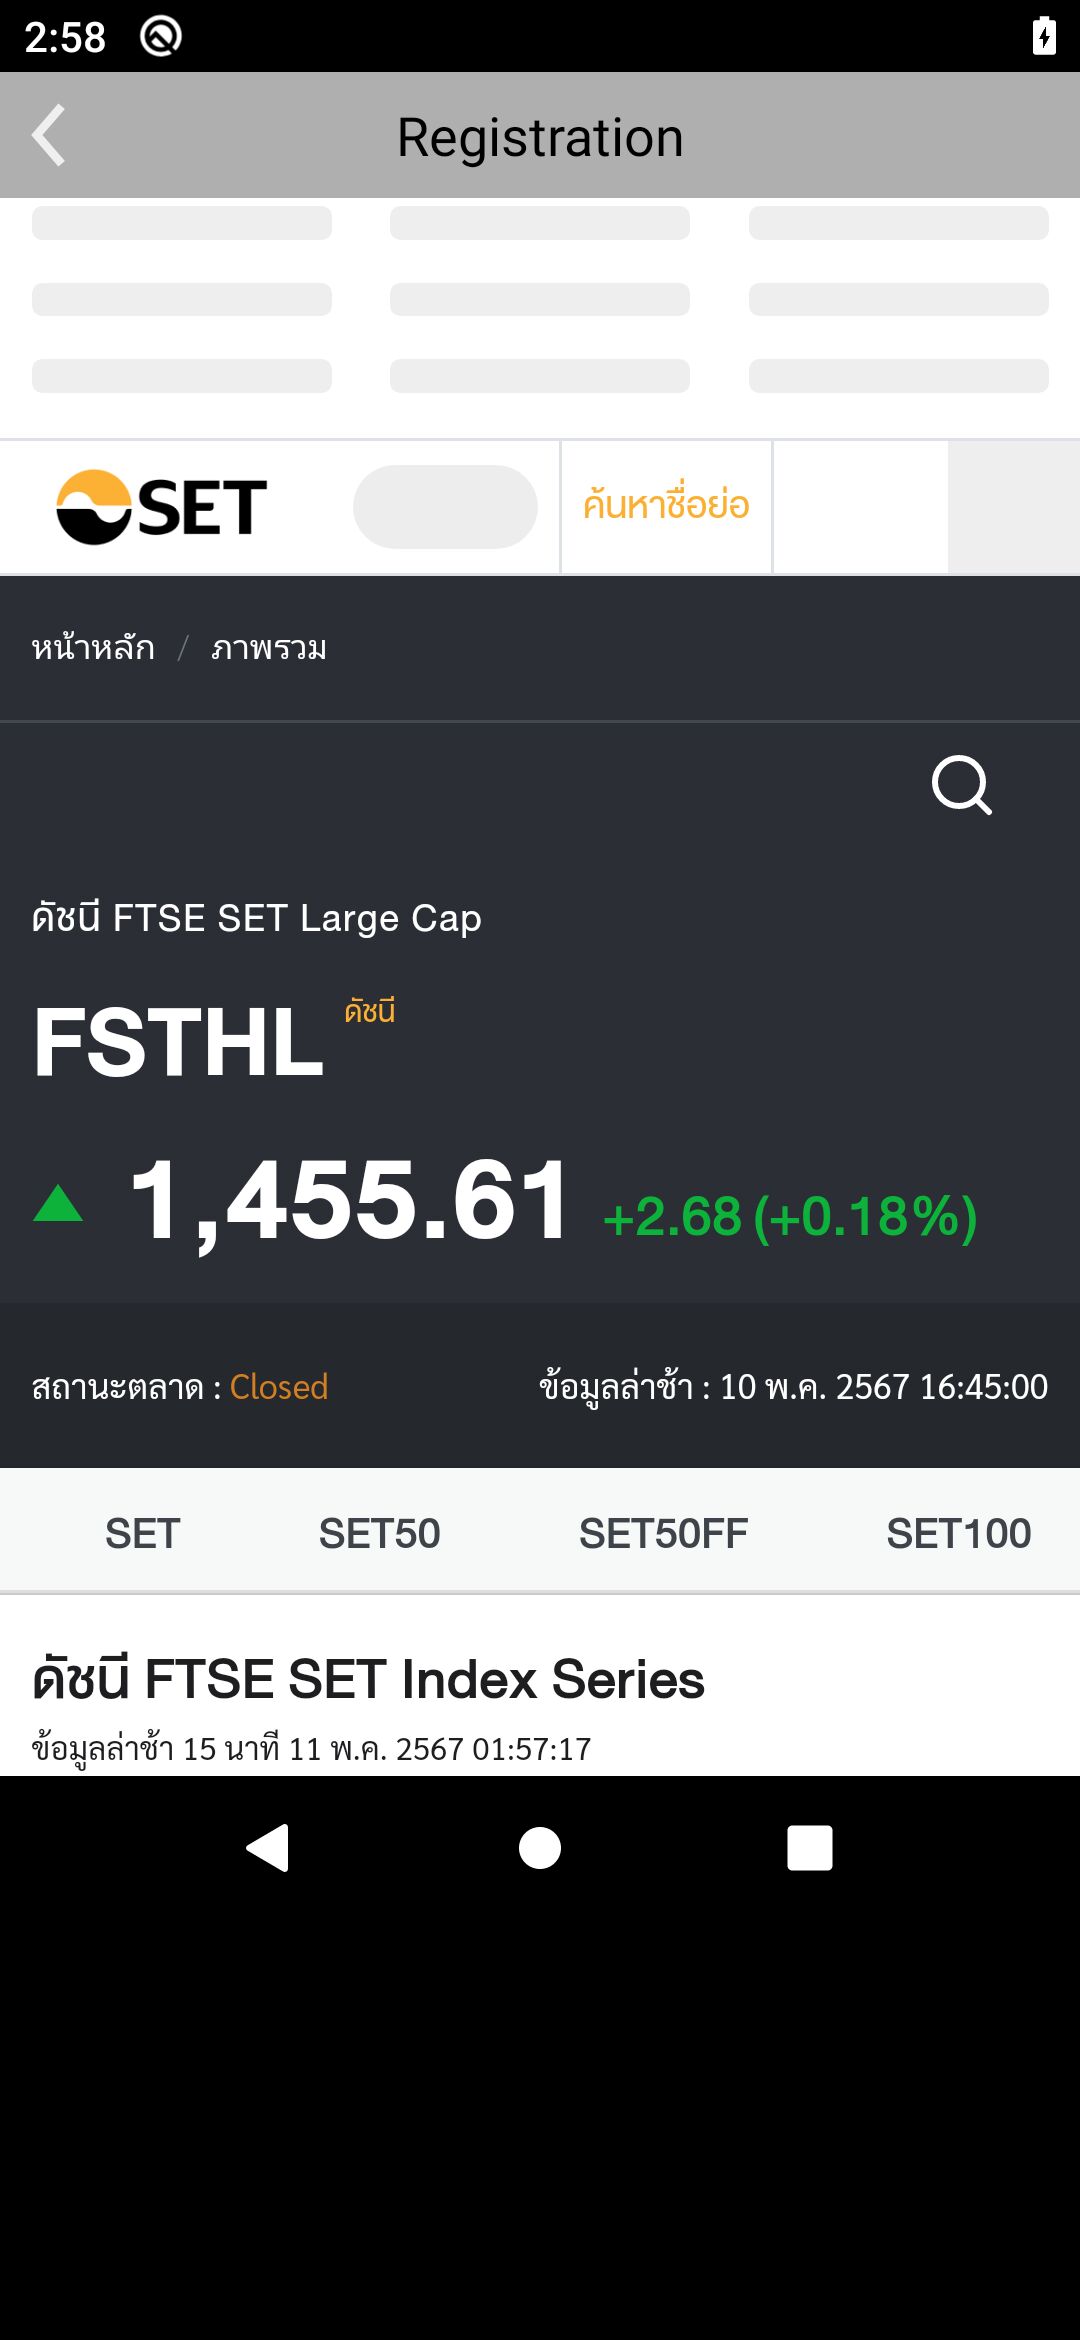 2:58
Registration
SET
ค้นหาชื่อย่อ
หน้าหลัก / ภาพรวม
ดัชนี FTSE SET Large Cap
FSTHL ดัชนี
1,455.61 +2.68 (+0.18%)
สถานะตลาด : Closed ข้อมูลล่าช้า : 10 พ.ค. 2567 16:45:00
SET SET50 SET50FF SET100
ดัชนี FTSE SET Index Series
ข้อมูลล่าช้า 15 นาที 11 พ.ค. 2567 01:57:17